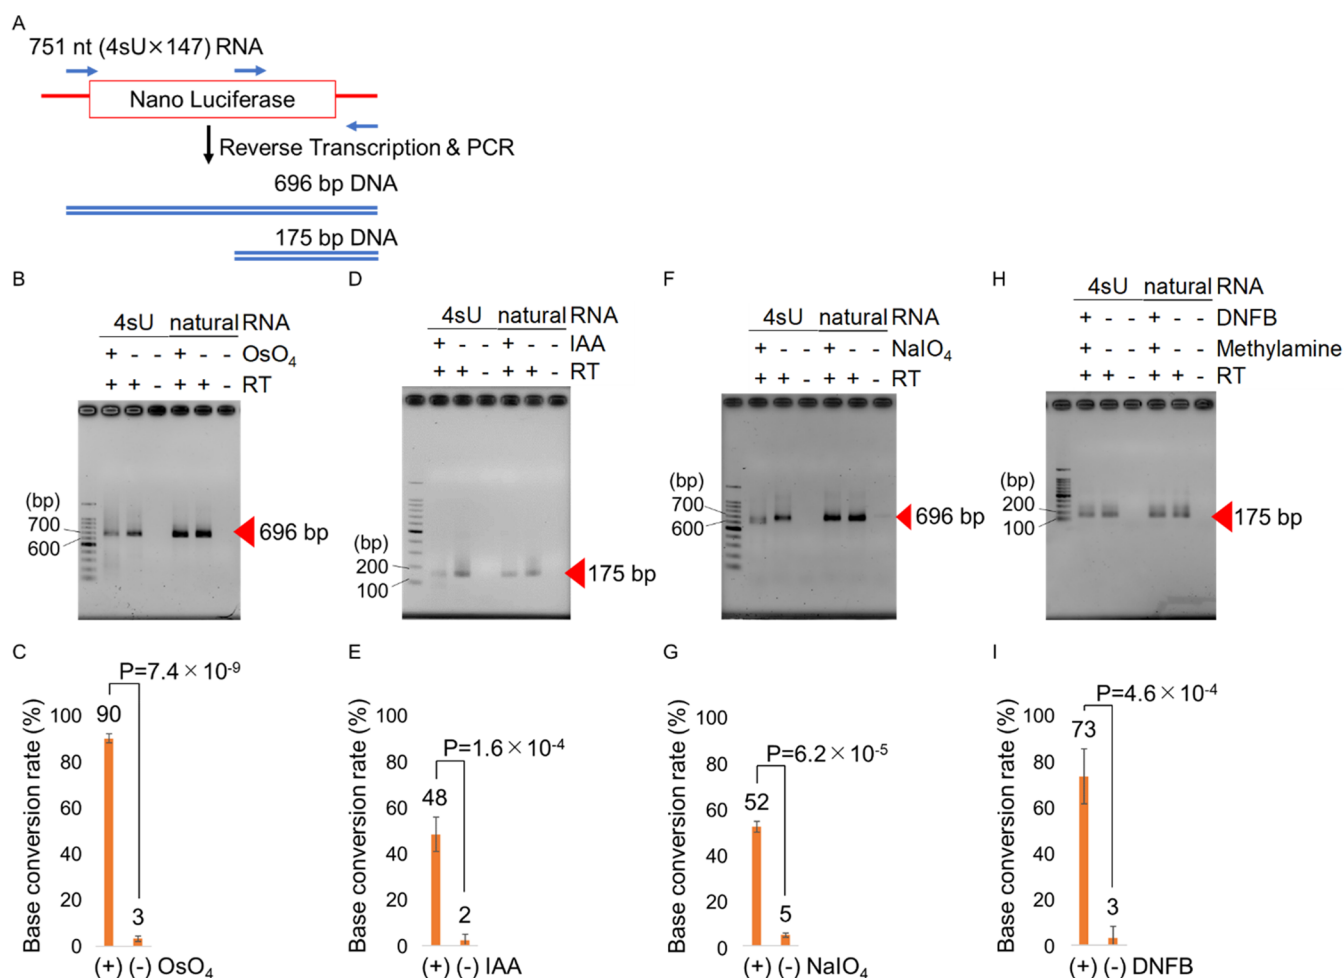 A
751 nt (4sU×147) RNA
Nano Luciferase
Reverse Transcription & PCR
696 bp DNA
175 bp DNA
B
4sU natural RNA
+ - - + - - OsO4
+ + - + + - RT
(bp)
700
600
696 bp
D
4sU natural RNA
+ - - + - - IAA
+ + - + + - RT
(bp)
200
100
175 bp
F
4sU natural RNA
+ - - + - - NaIO4
+ + - + + - RT
(bp)
700
600
696 bp
H
4sU natural RNA
+ - - + - - DNFB
+ - - + - - Methylamine
+ + - + + - RT
(bp)
200
100
175 bp
C
P=7.4×10-9
Base conversion rate (%)
100
80
60
40
20
0
90
3
(+) (-) OsO4
E
P=1.6×10-4
Base conversion rate (%)
100
80
60
40
20
0
48
2
(+) (-) IAA
G
P=6.2×10-5
Base conversion rate (%)
100
80
60
40
20
0
52
5
(+) (-) NaIO4
I
P=4.6×10-4
Base conversion rate (%)
100
80
60
40
20
0
73
3
(+) (-) DNFB